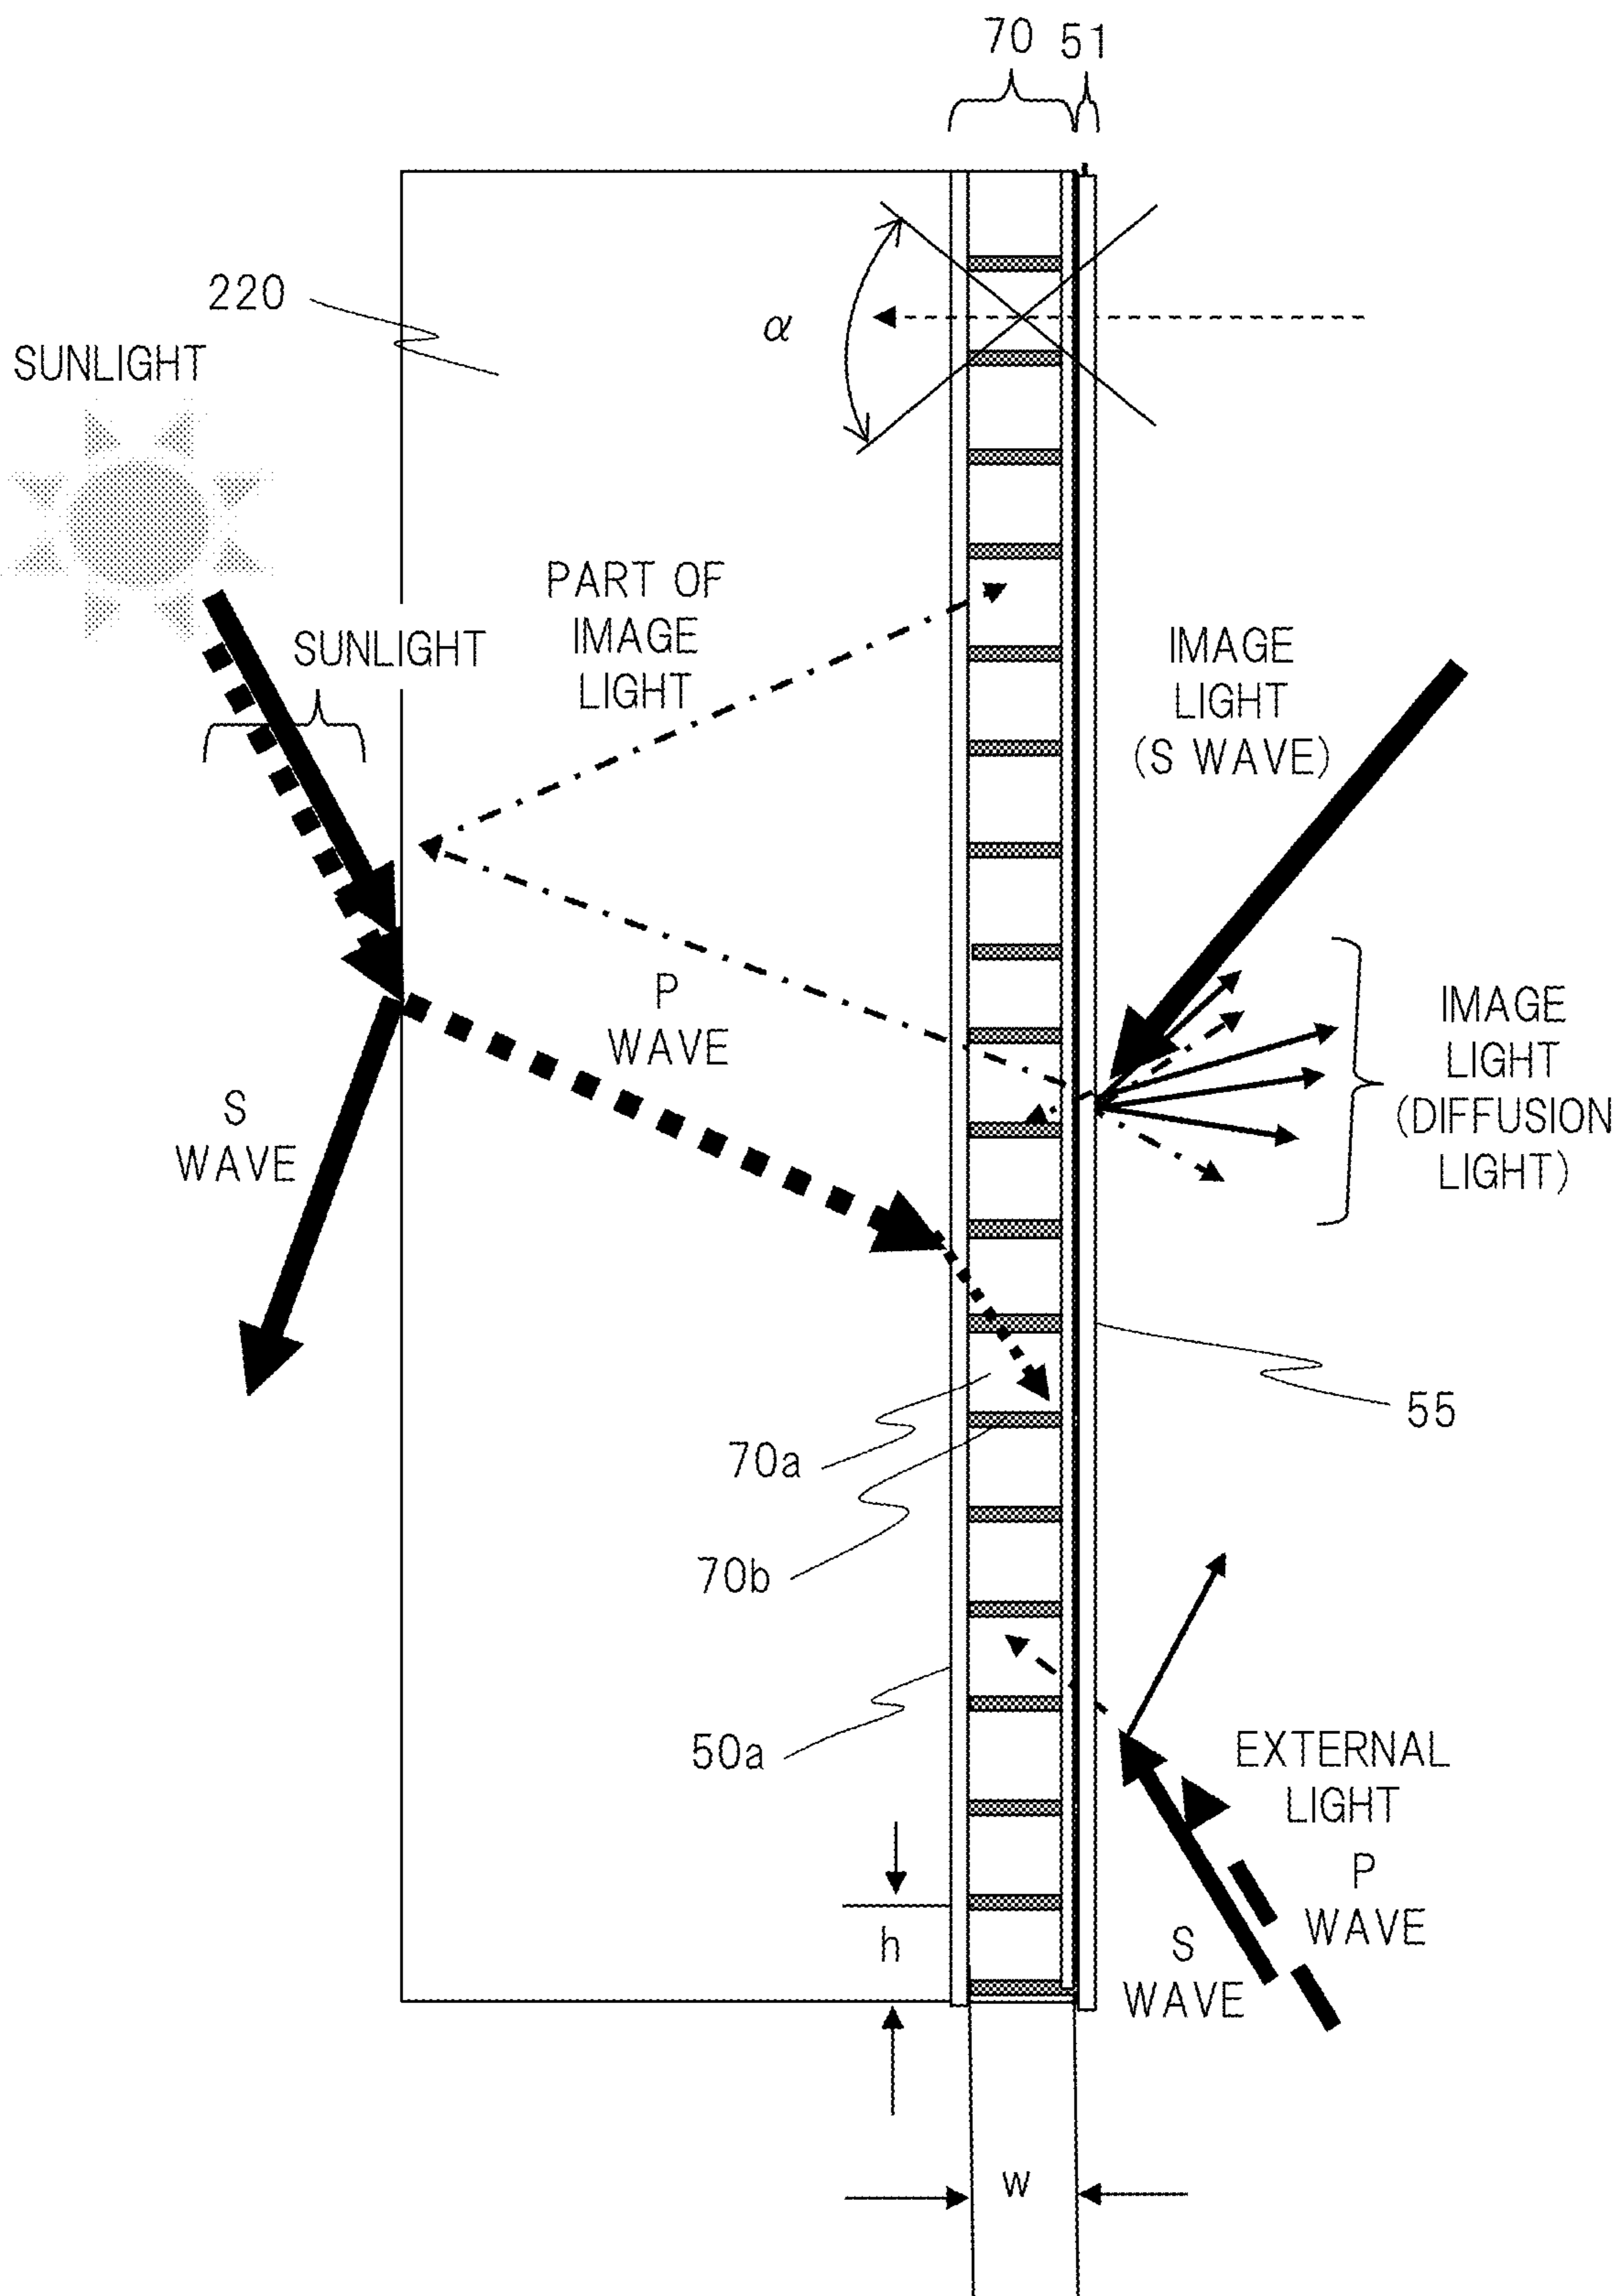 70 51
220
α
SUNLIGHT
SUNLIGHT
PART OF
IMAGE
LIGHT
IMAGE
LIGHT
(S WAVE)
P
WAVE
S
WAVE
IMAGE
LIGHT
(DIFFUSION
LIGHT)
55
70a
70b
50a
EXTERNAL
LIGHT
P
WAVE
S
WAVE
h
w